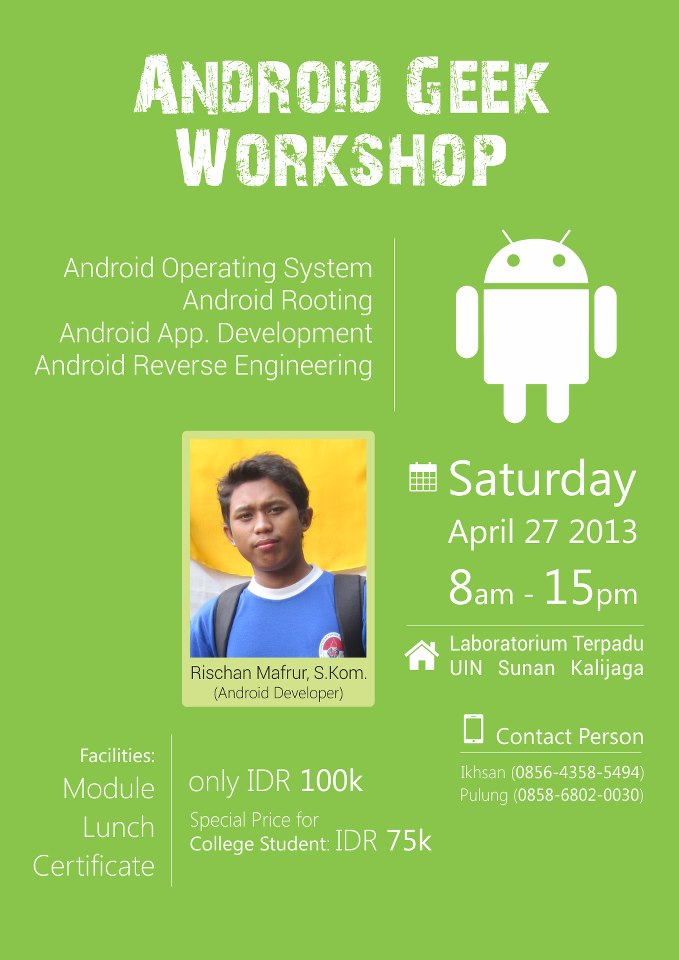 Android Geek
Workshop
Android Operating System
Android Rooting
Android App. Development
Android Reverse Engineering
Saturday
April 27 2013
8am - 15pm
Laboratorium Terpadu
UIN Sunan Kalijaga
Rischan Mafrur, S.Kom.
(Android Developer)
Contact Person
Ikhsan (0856-4358-5494)
Pulung (0858-6802-0030)
Facilities:
Module
Lunch
Certificate
only IDR 100k
Special Price for
College Student: IDR 75k